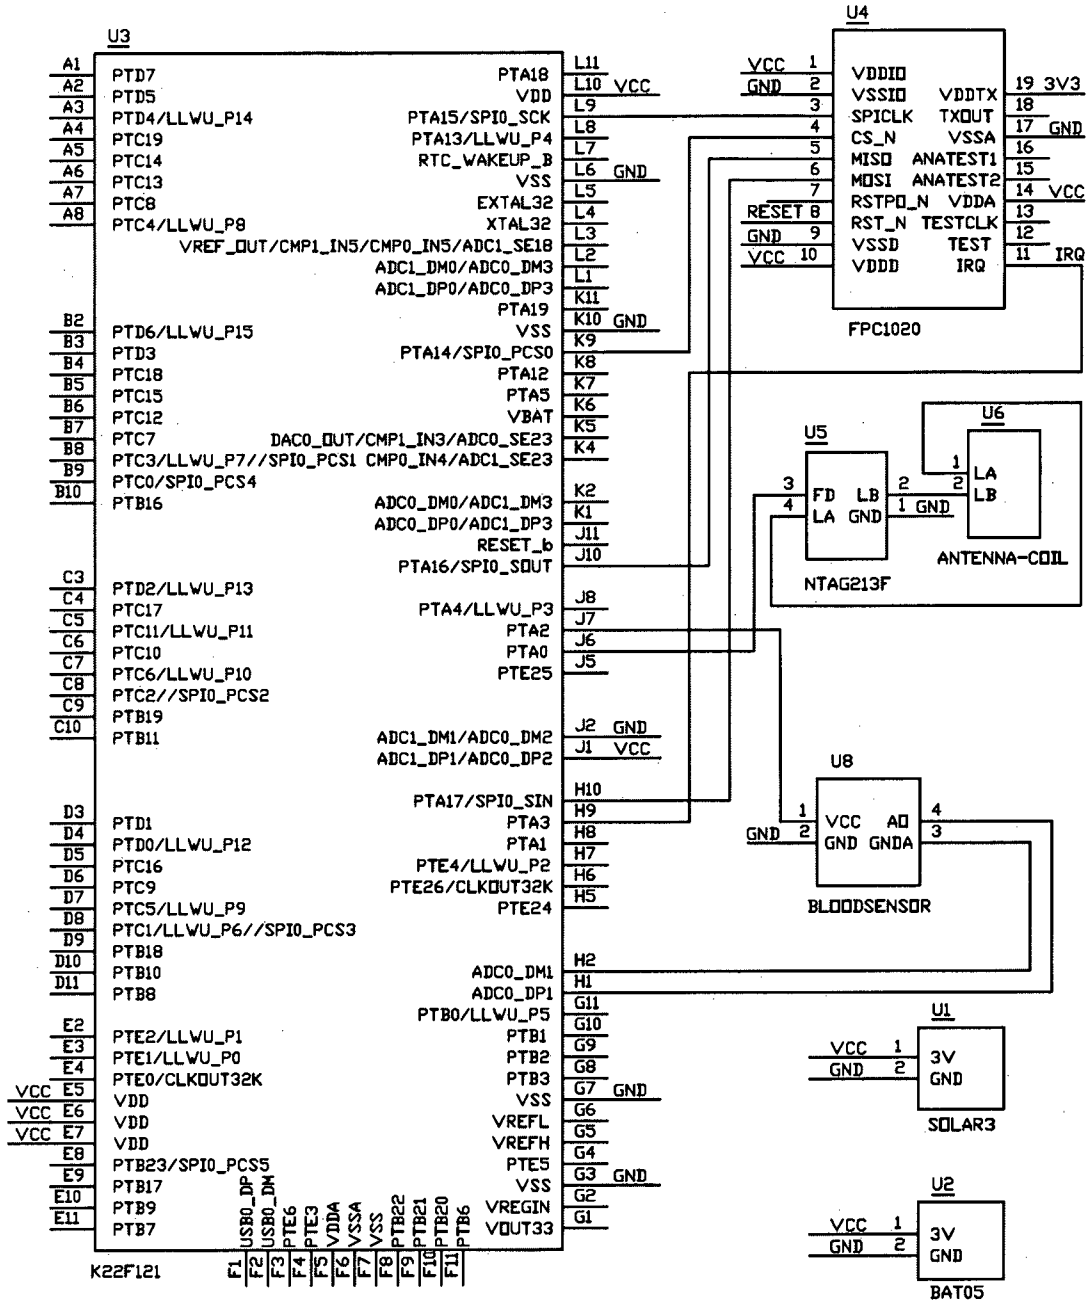 U3
A1 PTD7
A2 PTD5
A3 PTD4/LLWU_P14
A4 PTC19
A5 PTC14
A6 PTC13
A7 PTC8
A8 PTC4/LLWU_P8
B2 PTD6/LLWU_P15
B3 PTD3
B4 PTC18
B5 PTC15
B6 PTC12
B7 PTC7
B8 PTC3/LLWU_P7//SPI0_PCS1
B9 PTC0/SPI0_PCS4
B10 PTB16
C3 PTD2/LLWU_P13
C4 PTC17
C5 PTC11/LLWU_P11
C6 PTC10
C7 PTC6/LLWU_P10
C8 PTC2//SPI0_PCS2
C9 PTB19
C10 PTB11
D3 PTD1
D4 PTD0/LLWU_P12
D5 PTC16
D6 PTC9
D7 PTC5/LLWU_P9
D8 PTC1/LLWU_P6//SPI0_PCS3
D9 PTB18
D10 PTB10
D11 PTB8
E2 PTE2/LLWU_P1
E3 PTE1/LLWU_P0
E4 PTE0/CLKOUT32K
VCC E5 VDD
VCC E6 VDD
VCC E7 VDD
E8 PTB23/SPI0_PCS5
E9 PTB17
E10 PTB9
E11 PTB7
PTA18 L11
VDD L10 VCC
PTA15/SPI0_SCK L9
PTA13/LLWU_P4 L8
RTC_WAKEUP_B L7
VSS L6 GND
EXTAL32 L5
XTAL32 L4
VREF_OUT/CMP1_IN5/CMP0_IN5/ADC1_SE18 L3
ADC1_DM0/ADC0_DM3 L2
ADC1_DP0/ADC0_DP3 L1
PTA19 K11
VSS K10 GND
PTA14/SPI0_PCS0 K9
PTA12 K8
PTA5 K7
VBAT K6
DAC0_OUT/CMP1_IN3/ADC0_SE23 K5
CMP0_IN4/ADC1_SE23 K4
ADC0_DM0/ADC1_DM3 K2
ADC0_DP0/ADC1_DP3 K1
RESET_b J11
PTA16/SPI0_SOUT J10
PTA4/LLWU_P3 J8
PTA2 J7
PTA0 J6
PTE25 J5
ADC1_DM1/ADC0_DM2 J2 GND
ADC1_DP1/ADC0_DP2 J1 VCC
PTA17/SPI0_SIN H10
PTA3 H9
PTA1 H8
PTE4/LLWU_P2 H7
PTE26/CLKOUT32K H6
PTE24 H5
ADC0_DM1 H2
ADC0_DP1 H1
PTB0/LLWU_P5 G11
PTB1 G10
PTB2 G9
PTB3 G8
VSS G7 GND
VREFL G6
VREFH G5
PTE5 G4
VSS G3 GND
VREGIN G2
VOUT33 G1
USB0_DP F1
USB0_DM F2
PTE6 F3
PTE3 F4
VDDA F5
VSSA F6
VSS F7
PTB22 F8
PTB21 F9
PTB20 F10
PTB6 F11
K22F121
U4
VCC 1 VDDIO
GND 2 VSSIO
3 SPICLK
4 CS_N
5 MISO
6 MOSI
7 RSTPO_N
RESET 8 RST_N
GND 9 VSSD
VCC 10 VDDD
VDDTX 19 3V3
TXOUT 18
VSSA 17 GND
ANATEST1 16
ANATEST2 15
VDDA 14 VCC
TESTCLK 13
TEST 12
IRQ 11 IRQ
FPC1020
U5
3 FD LB 2
4 LA GND 1 GND
NTAG213F
U6
1 LA
2 LB
ANTENNA-COIL
U8
1 VCC AO 4
GND 2 GND GNDA 3
BLOODSENSOR
U1
VCC 1 3V
GND 2 GND
SOLAR3
U2
VCC 1 3V
GND 2 GND
BAT05